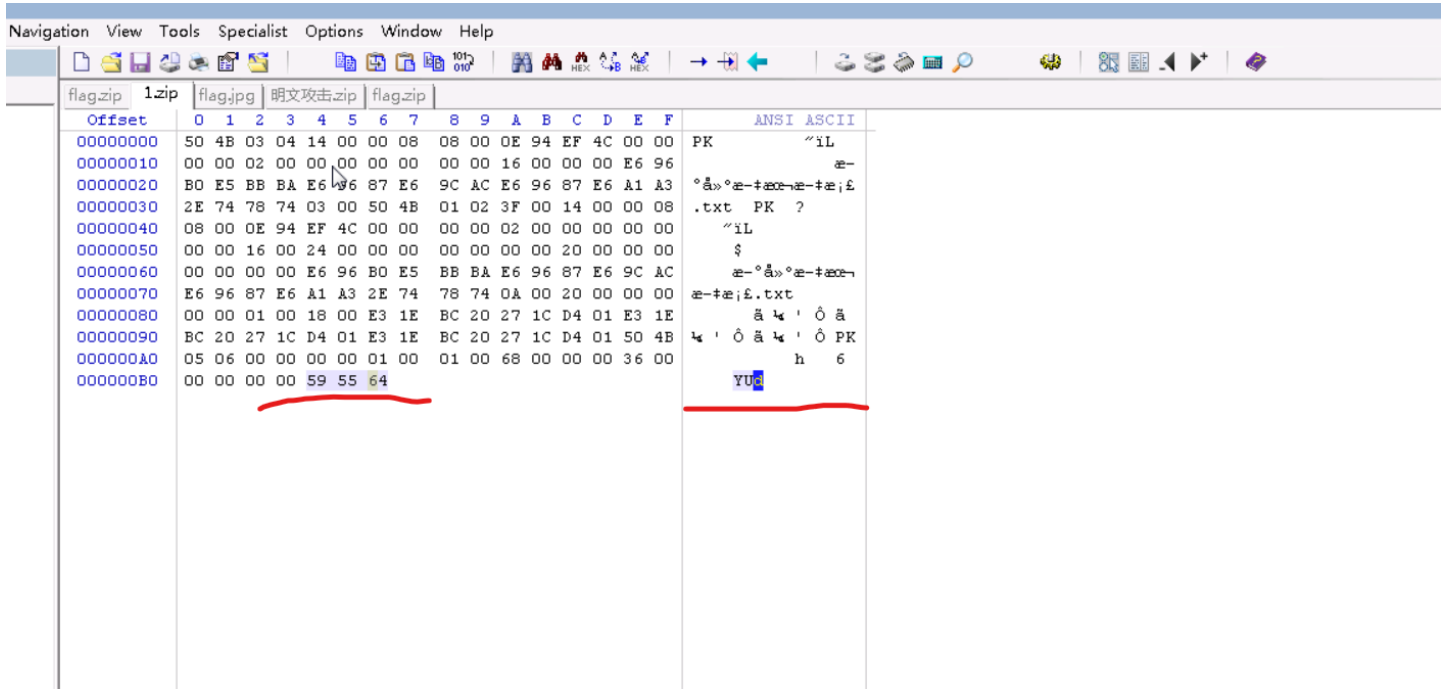 Navigation View Tools Specialist Options Window Help
flag.zip 1.zip flag.jpg 明文攻击.zip flag.zip
Offset 0 1 2 3 4 5 6 7 8 9 A B C D E F ANSI ASCII
00000000 50 4B 03 04 14 00 00 08 08 00 0E 94 EF 4C 00 00 PK ”ïL
00000010 00 00 02 00 00 00 00 00 00 00 16 00 00 00 E6 96 æ–
00000020 B0 E5 BB BA E6 96 87 E6 9C AC E6 96 87 E6 A1 A3 °å»ºæ–‡æœ¬æ–‡æ¡£
00000030 2E 74 78 74 03 00 50 4B 01 02 3F 00 14 00 00 08 .txt PK ?
00000040 08 00 0E 94 EF 4C 00 00 00 00 02 00 00 00 00 00 ”ïL
00000050 00 00 16 00 24 00 00 00 00 00 00 00 20 00 00 00 $
00000060 00 00 00 00 E6 96 B0 E5 BB BA E6 96 87 E6 9C AC æ–°å»ºæ–‡æœ¬
00000070 E6 96 87 E6 A1 A3 2E 74 78 74 0A 00 20 00 00 00 æ–‡æ¡£.txt
00000080 00 00 01 00 18 00 E3 1E BC 20 27 1C D4 01 E3 1E ã ¼ ' Ô ã
00000090 BC 20 27 1C D4 01 E3 1E BC 20 27 1C D4 01 50 4B ¼ ' Ô ã ¼ ' Ô PK
000000A0 05 06 00 00 00 00 01 00 01 00 68 00 00 00 36 00 h 6
000000B0 00 00 00 00 59 55 64 YUd